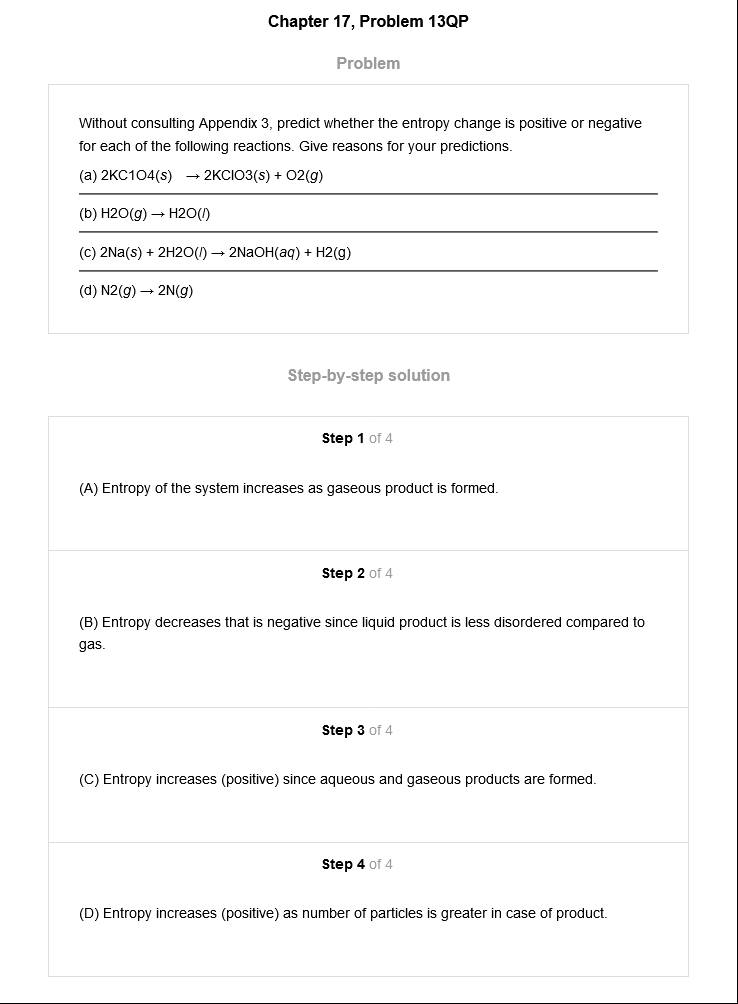 Chapter 17, Problem 13QP
Problem
Without consulting Appendix 3, predict whether the entropy change is positive or negative
for each of the following reactions. Give reasons for your predictions.
(a) 2KC1O4(s) → 2KClO3(s) + O2(g)
(b) H2O(g) → H2O(l)
(c) 2Na(s) + 2H2O(l) → 2NaOH(aq) + H2(g)
(d) N2(g) → 2N(g)
Step-by-step solution
Step 1 of 4
(A) Entropy of the system increases as gaseous product is formed.
Step 2 of 4
(B) Entropy decreases that is negative since liquid product is less disordered compared to
gas.
Step 3 of 4
(C) Entropy increases (positive) since aqueous and gaseous products are formed.
Step 4 of 4
(D) Entropy increases (positive) as number of particles is greater in case of product.